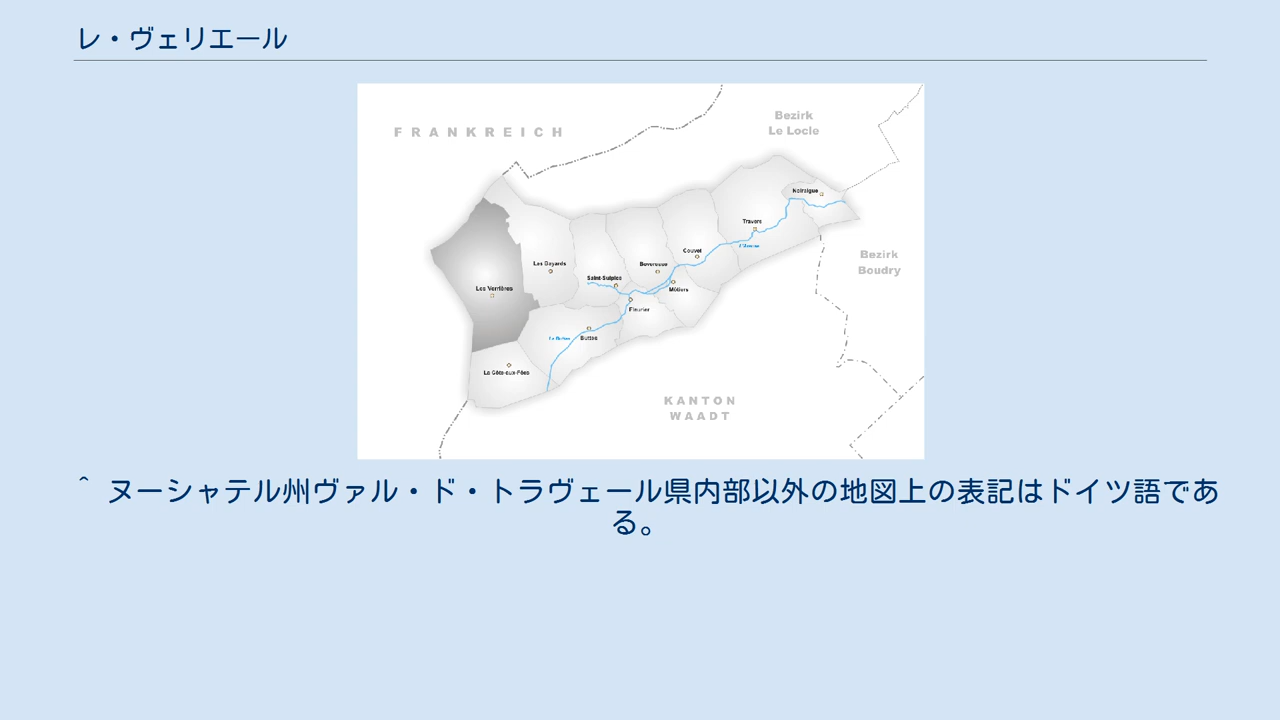 レ・ヴェリエール
FRANKREICH
Bezirk
Le Locle
Noiraigue
Travers
L'Areuse
Couvet
Boveresse
Les Bayards
Saint-Sulpice
Môtiers
Les Verrières
Fleurier
Le Buttes
Buttes
La Côte-aux-Fées
Bezirk
Boudry
KANTON
WAADT
^ ヌーシャテル州ヴァル・ド・トラヴェール県内部以外の地図上の表記はドイツ語であ
る。